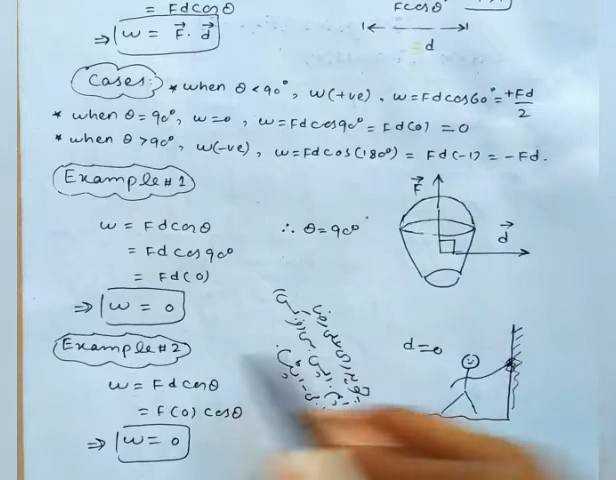 = Fdcosθ
⇒ w = F⃗. d⃗
Fcosθ
d
Cases:
* when θ<90°, w(+ve), w=Fdcos60°=+Fd/2
* when θ=90°, w=0, w=Fdcos90°=Fd(0)=0
* when θ>90°, w(-ve), w=Fdcos(180°) = Fd(-1) = -Fd.
Example#1
w = Fdcosθ ∴ θ=90°
= Fdcos90°
= Fd(0)
⇒ w = 0
F⃗
d⃗
Example#2
w = Fdcosθ
= F(0) cosθ
⇒ w = 0
d=0